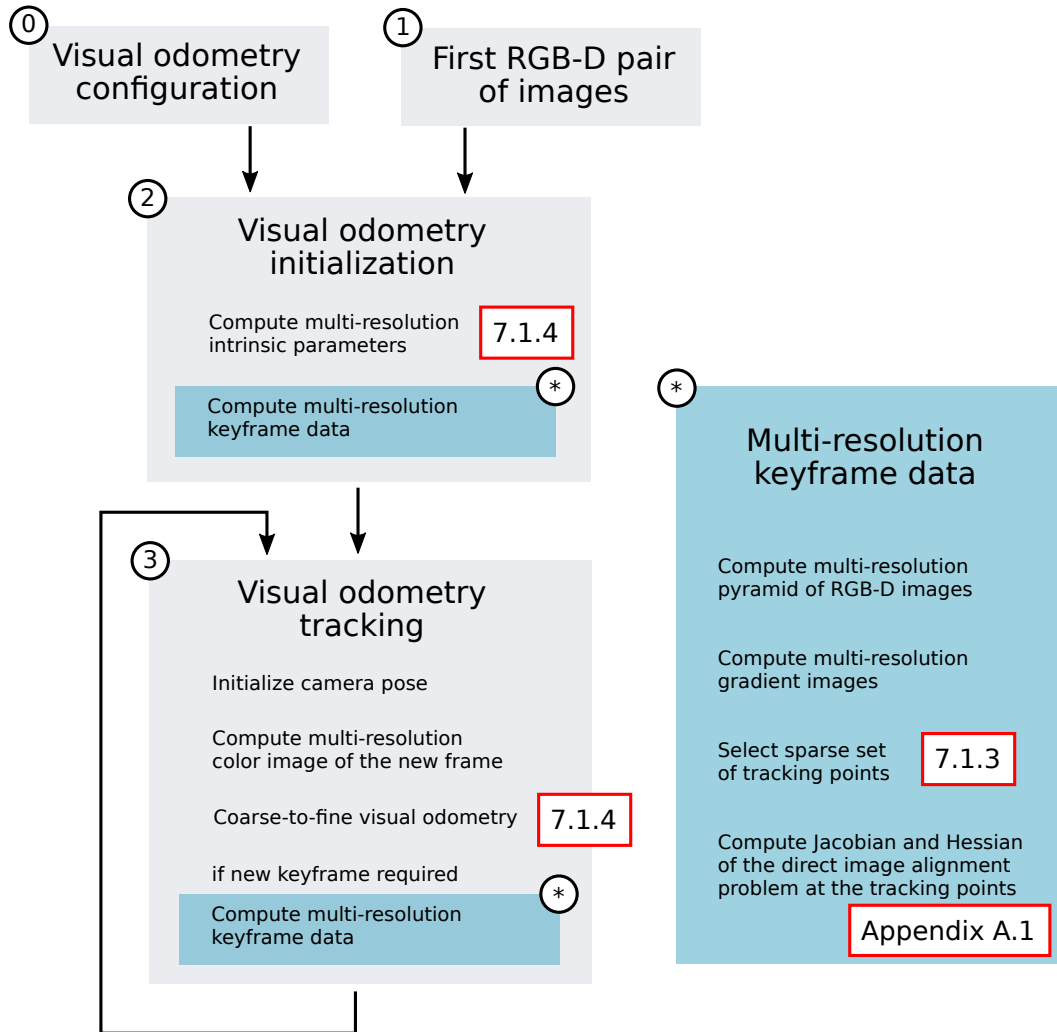 0
Visual odometry
configuration
1
First RGB-D pair
of images
2
Visual odometry
initialization
Compute multi-resolution
intrinsic parameters
7.1.4
*
Compute multi-resolution
keyframe data
3
Visual odometry
tracking
Initialize camera pose
Compute multi-resolution
color image of the new frame
Coarse-to-fine visual odometry
7.1.4
if new keyframe required
*
Compute multi-resolution
keyframe data
*
Multi-resolution
keyframe data
Compute multi-resolution
pyramid of RGB-D images
Compute multi-resolution
gradient images
Select sparse set
of tracking points
7.1.3
Compute Jacobian and Hessian
of the direct image alignment
problem at the tracking points
Appendix A.1